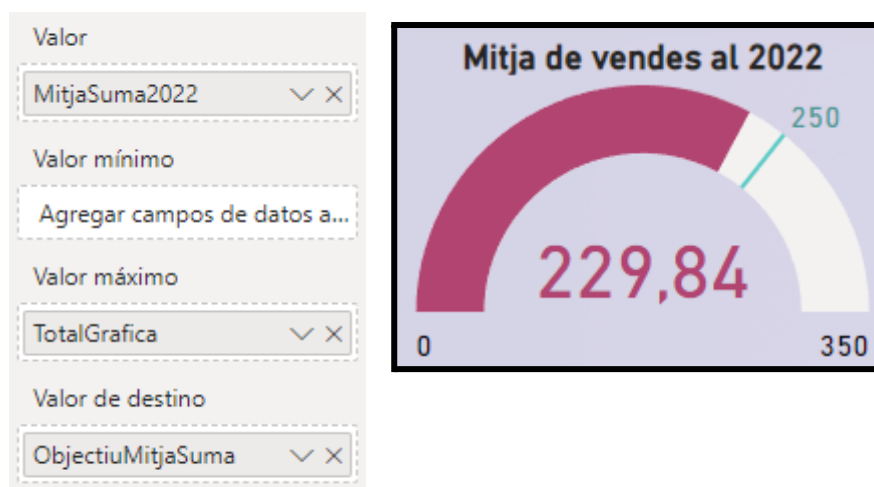 Valor
MitjaSuma2022
Valor mínimo
Agregar campos de datos a...
Valor máximo
TotalGrafica
Valor de destino
ObjectiuMitjaSuma
Mitja de vendes al 2022
250
229,84
0
350